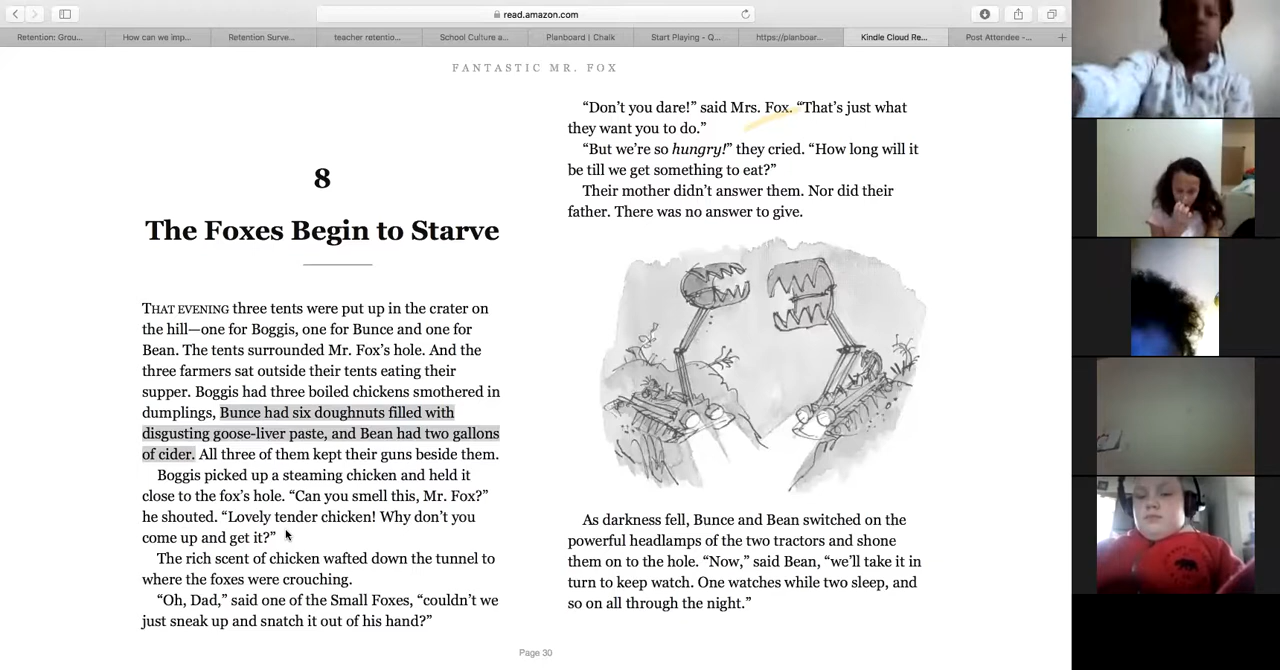 read.amazon.com
Retention: Grou...
How can we imp...
Retention Surve...
teacher retentio...
School Culture a...
Planboard | Chalk
Start Playing - Q...
https://planboar...
Kindle Cloud Re...
Post Attendee -...
FANTASTIC MR. FOX
8
The Foxes Begin to Starve
THAT EVENING three tents were put up in the crater on
the hill—one for Boggis, one for Bunce and one for
Bean. The tents surrounded Mr. Fox’s hole. And the
three farmers sat outside their tents eating their
supper. Boggis had three boiled chickens smothered in
dumplings, Bunce had six doughnuts filled with
disgusting goose-liver paste, and Bean had two gallons
of cider. All three of them kept their guns beside them.
Boggis picked up a steaming chicken and held it
close to the fox’s hole. “Can you smell this, Mr. Fox?”
he shouted. “Lovely tender chicken! Why don’t you
come up and get it?”
The rich scent of chicken wafted down the tunnel to
where the foxes were crouching.
“Oh, Dad,” said one of the Small Foxes, “couldn’t we
just sneak up and snatch it out of his hand?”
“Don’t you dare!” said Mrs. Fox. “That’s just what
they want you to do.”
“But we’re so hungry!” they cried. “How long will it
be till we get something to eat?”
Their mother didn’t answer them. Nor did their
father. There was no answer to give.
As darkness fell, Bunce and Bean switched on the
powerful headlamps of the two tractors and shone
them on to the hole. “Now,” said Bean, “we’ll take it in
turn to keep watch. One watches while two sleep, and
so on all through the night.”
Page 30